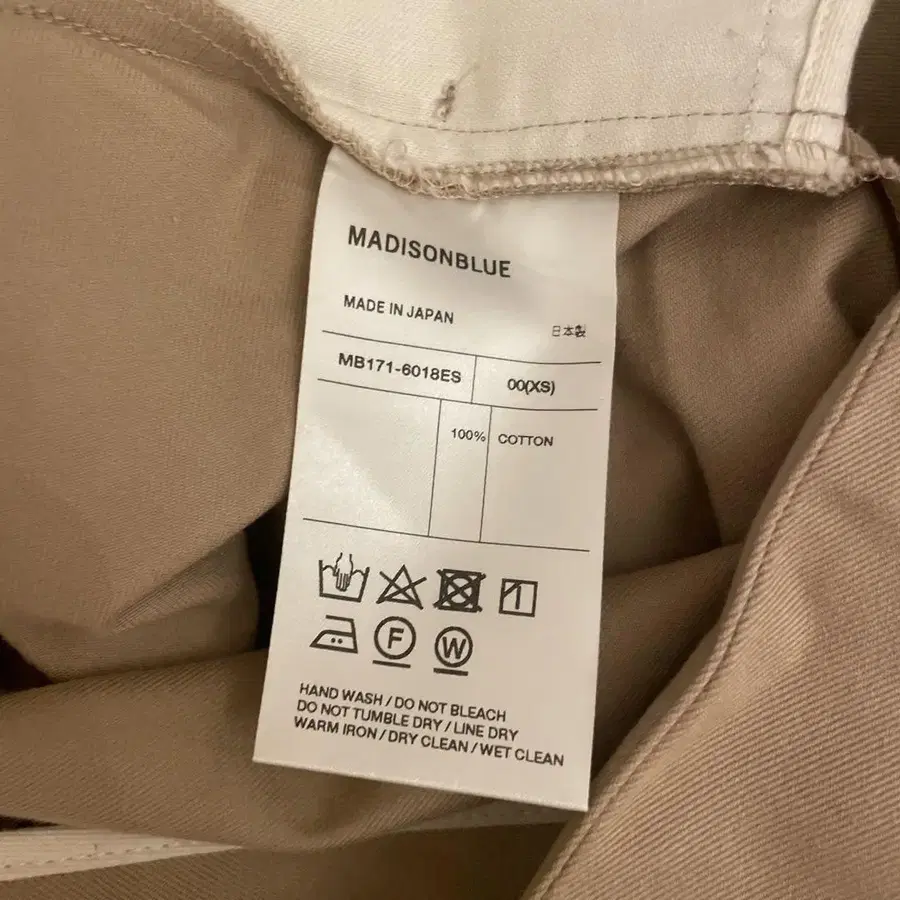 MADISONBLUE
MADE IN JAPAN
日本製
MB171-6018ES 00(XS)
100% COTTON
F W
HAND WASH / DO NOT BLEACH
DO NOT TUMBLE DRY / LINE DRY
WARM IRON / DRY CLEAN / WET CLEAN